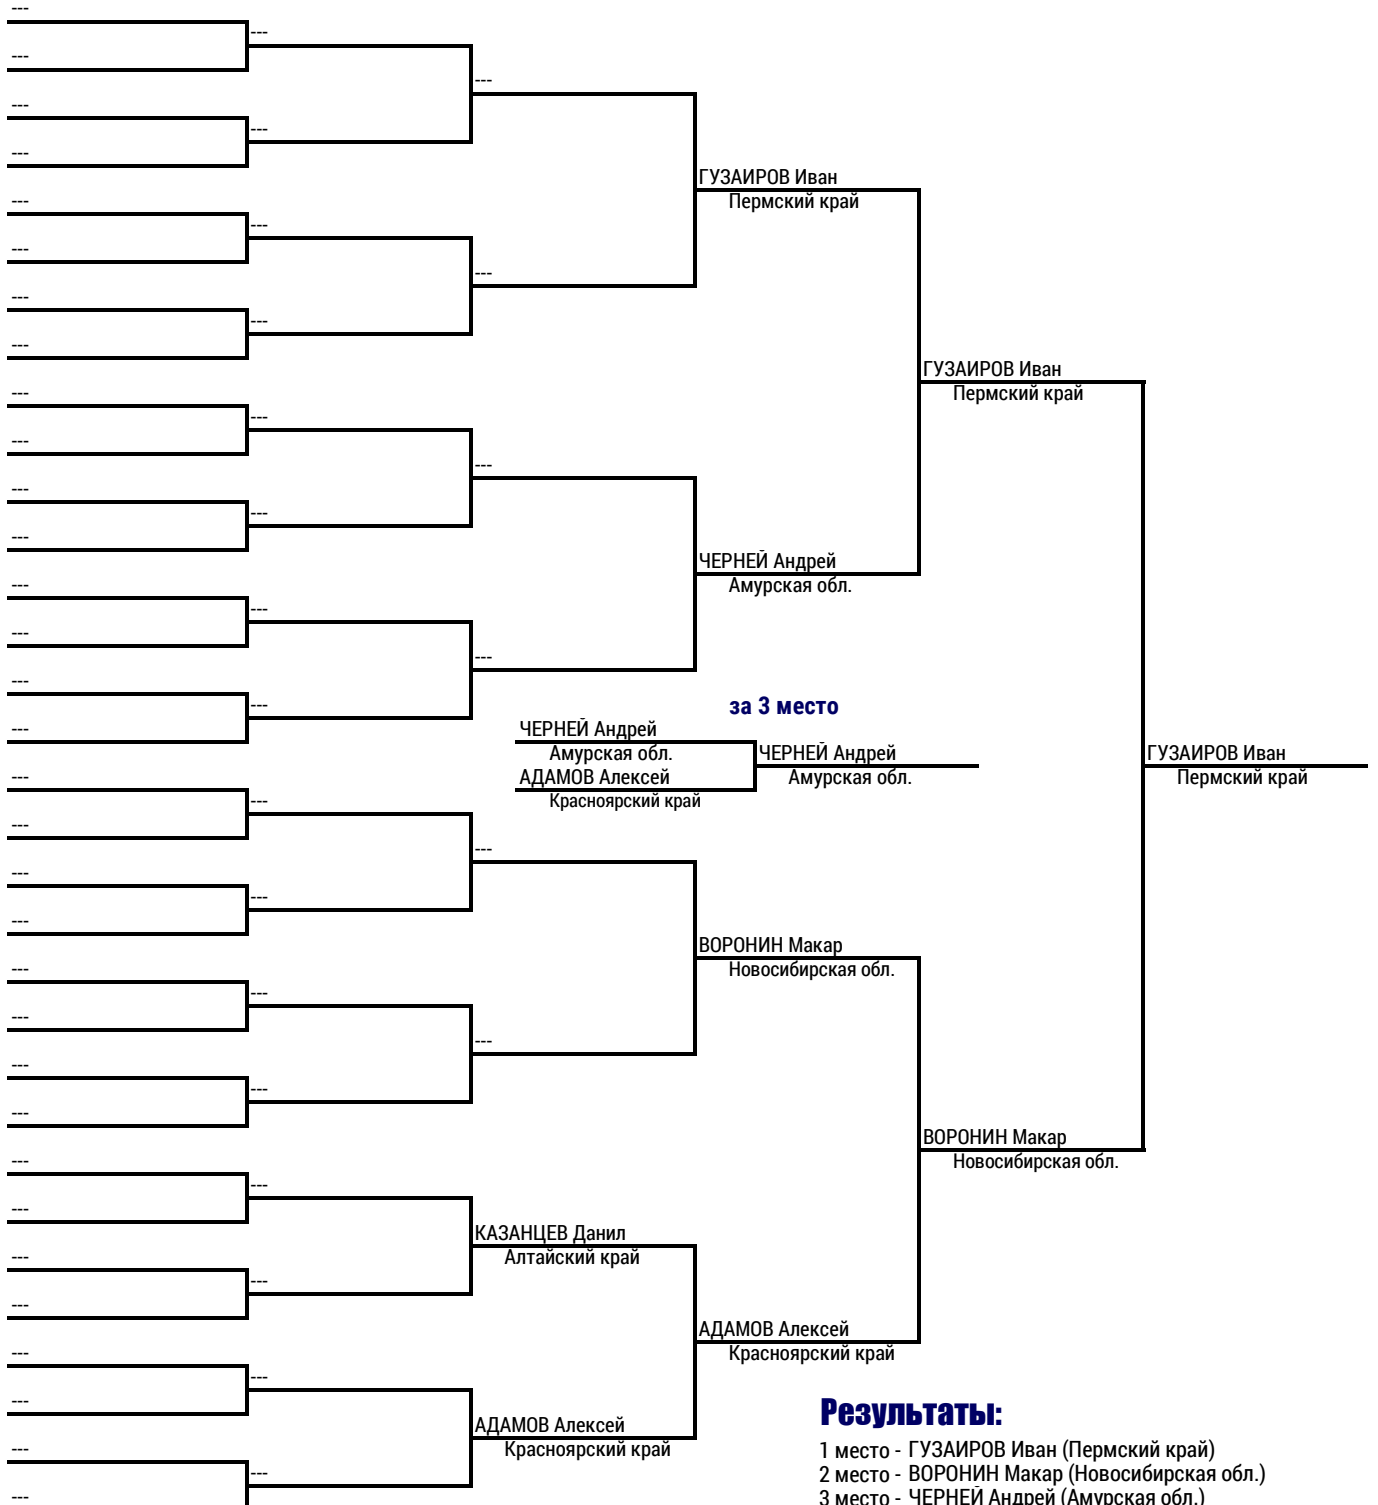 ---
---
---
---
---
---
---
---
---
---
ГУЗАИРОВ Иван
Пермский край
---
---
---
---
---
---
---
ГУЗАИРОВ Иван
Пермский край
---
---
---
---
---
---
---
ЧЕРНЕЙ Андрей
Амурская обл.
---
---
---
---
---
---
---
за 3 место
ЧЕРНЕЙ Андрей
Амурская обл.
АДАМОВ Алексей
Красноярский край
ЧЕРНЕЙ Андрей
Амурская обл.
ГУЗАИРОВ Иван
Пермский край
---
---
---
---
---
---
---
ВОРОНИН Макар
Новосибирская обл.
---
---
---
---
---
---
---
ВОРОНИН Макар
Новосибирская обл.
---
---
---
КАЗАНЦЕВ Данил
Алтайский край
---
---
---
АДАМОВ Алексей
Красноярский край
---
---
---
АДАМОВ Алексей
Красноярский край
---
---
---
Результаты:
1 место - ГУЗАИРОВ Иван (Пермский край)
2 место - ВОРОНИН Макар (Новосибирская обл.)
3 место - ЧЕРНЕЙ Андрей (Амурская обл.)